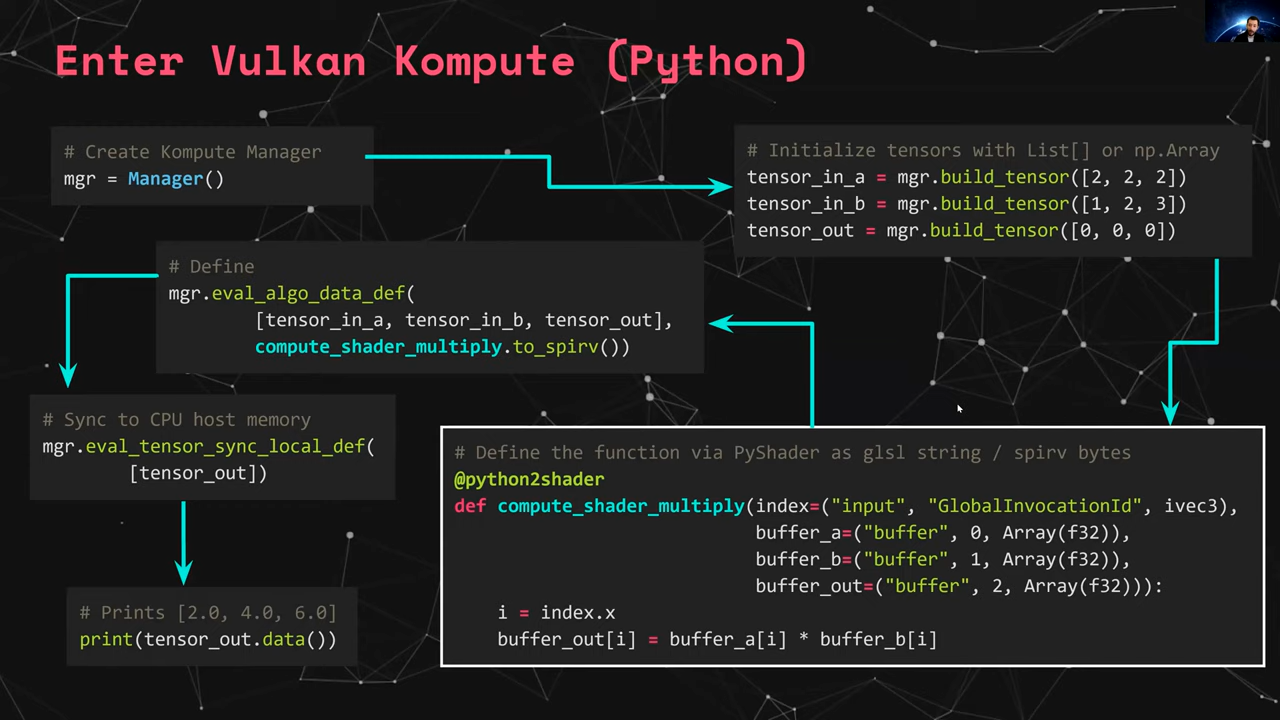 Enter Vulkan Kompute (Python)
# Create Kompute Manager
mgr = Manager()
# Initialize tensors with List[] or np.Array
tensor_in_a = mgr.build_tensor([2, 2, 2])
tensor_in_b = mgr.build_tensor([1, 2, 3])
tensor_out = mgr.build_tensor([0, 0, 0])
# Define the function via PyShader as glsl string / spirv bytes
@python2shader
def compute_shader_multiply(index=("input", "GlobalInvocationId", ivec3),
buffer_a=("buffer", 0, Array(f32)),
buffer_b=("buffer", 1, Array(f32)),
buffer_out=("buffer", 2, Array(f32))):
i = index.x
buffer_out[i] = buffer_a[i] * buffer_b[i]
# Define
mgr.eval_algo_data_def(
[tensor_in_a, tensor_in_b, tensor_out],
compute_shader_multiply.to_spirv())
# Sync to CPU host memory
mgr.eval_tensor_sync_local_def(
[tensor_out])
# Prints [2.0, 4.0, 6.0]
print(tensor_out.data())